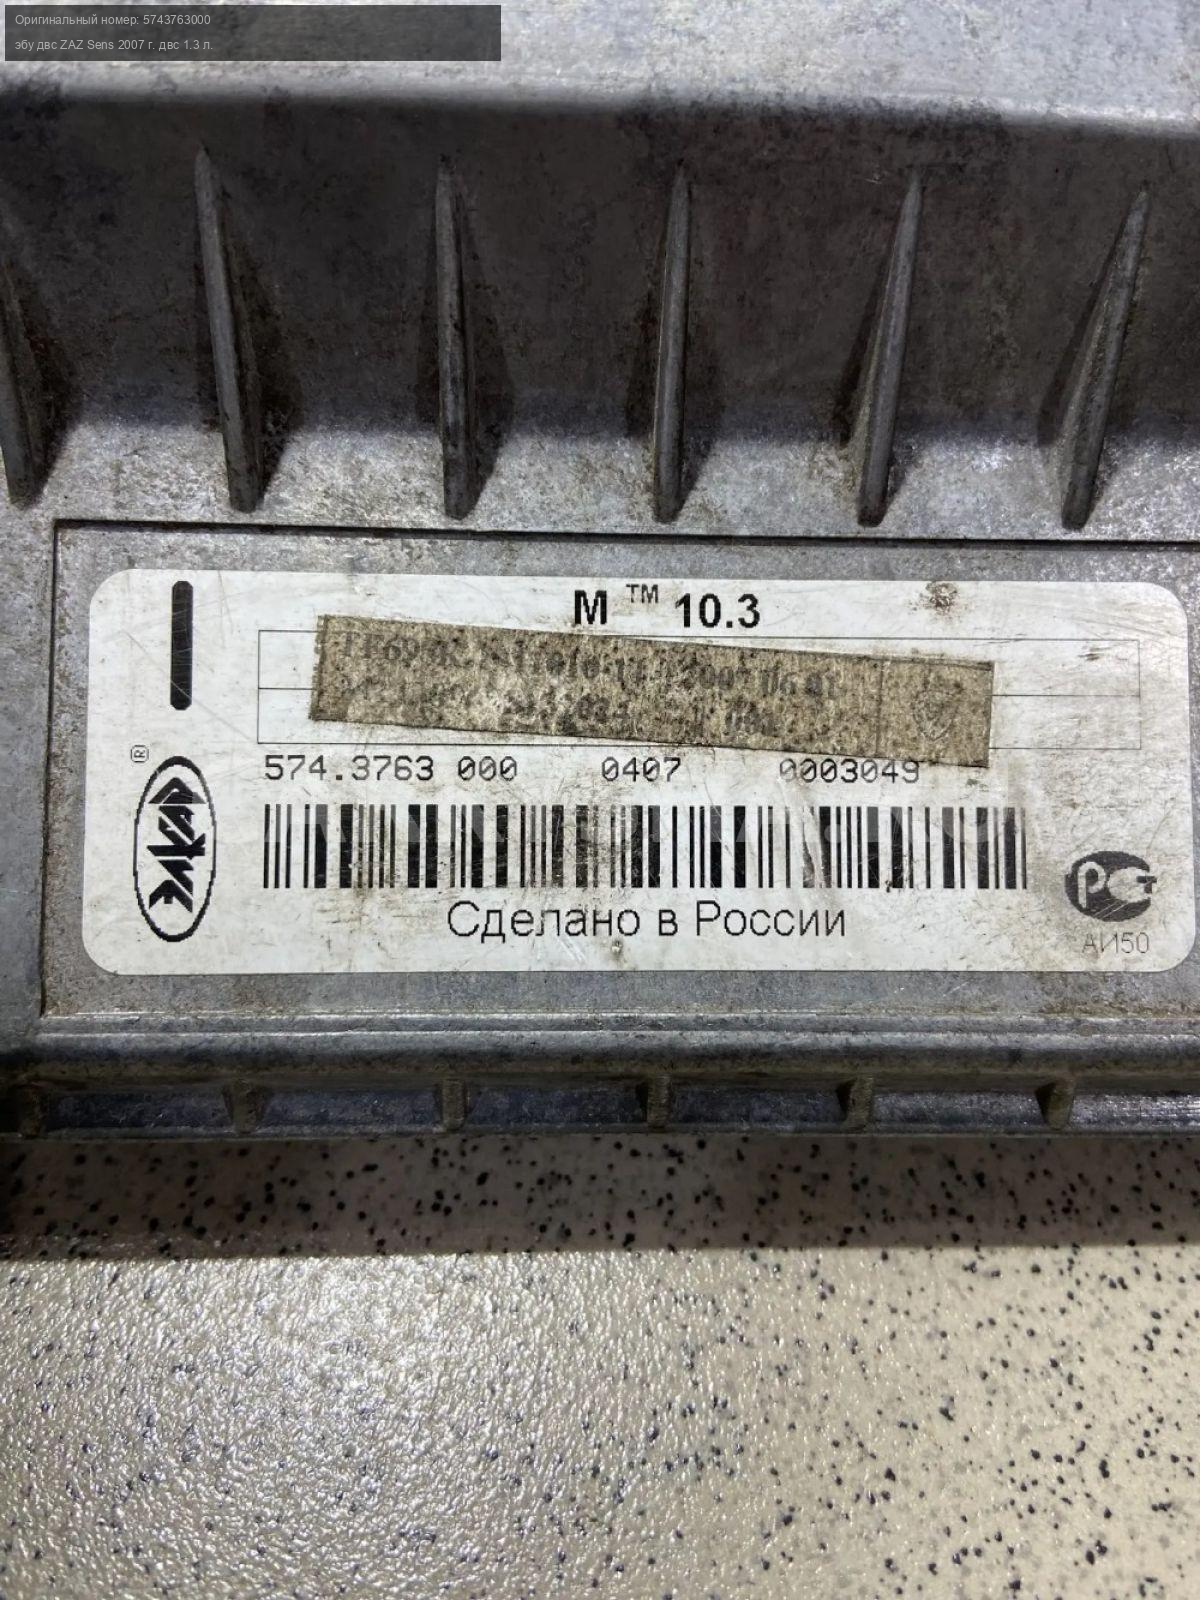 Оригинальный номер: 5743763000
эбу двс ZAZ Sens 2007 г. двс 1.3 л.
М ™ 10.3
574.3763 000 0407 0003049
®
Сделано в России
РСТ
АИ50